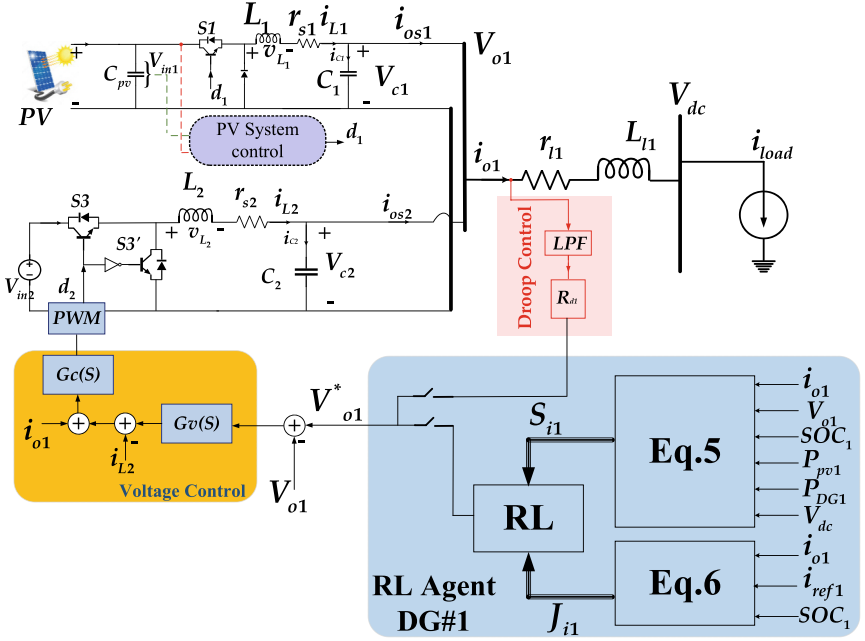 S1
L1
rs1
iL1
ios1
Vo1
+
-
+ vL1 -
iC1
+
Cpv
Vin1
d1
C1
Vc1
-
-
PV
PV System
control
d1
Vdc
io1
rl1
Ll1
iload
S3
L2
rs2
iL2
ios2
S3'
+ vL2 -
iC2
+
Vin2
d2
C2
Vc2
-
LPF
Rd1
Droop Control
PWM
Gc(S)
Gv(S)
io1
iL2
-
Voltage Control
V*o1
-
Vo1
Si1
Eq.5
io1
Vo1
SOC1
Ppv1
PDG1
Vdc
RL
Eq.6
io1
iref1
SOC1
Ji1
RL Agent
DG#1